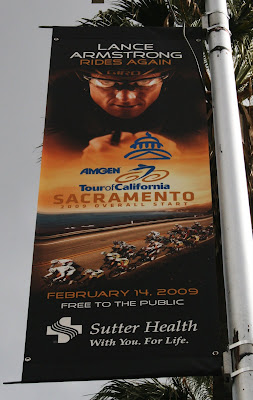 LANCE
ARMSTRONG
RIDES AGAIN
GIRO
AMGEN
Tour of California
SACRAMENTO
2009 OVERALL START
FEBRUARY 14, 2009
FREE TO THE PUBLIC
Sutter Health
With You. For Life.